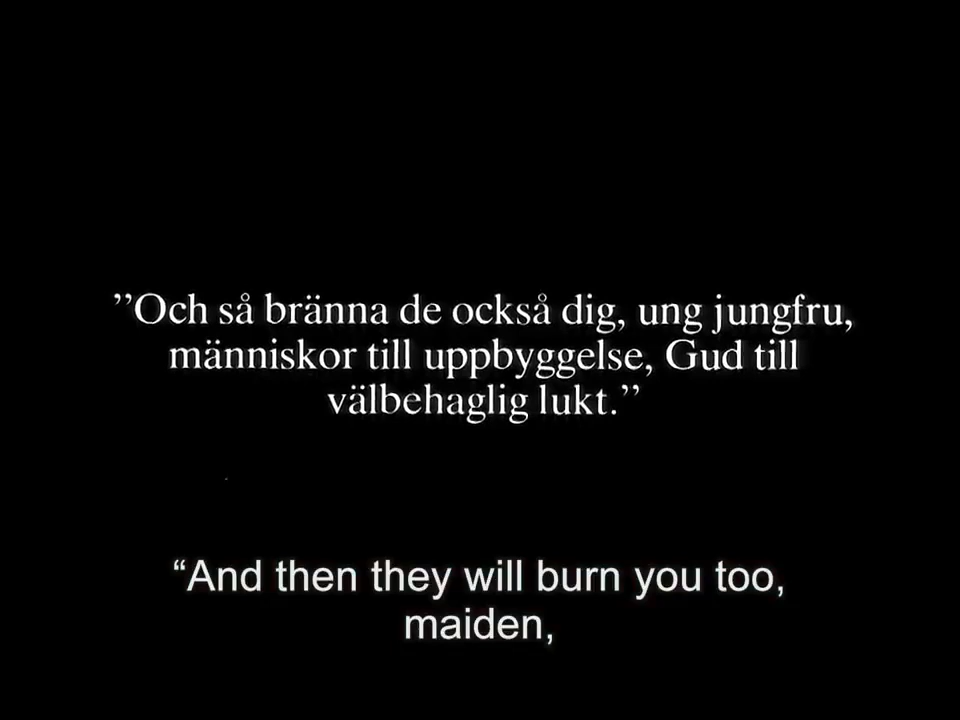 ”Och så bränna de också dig, ung jungfru,
människor till uppbyggelse, Gud till
välbehaglig lukt.”
“And then they will burn you too,
maiden,